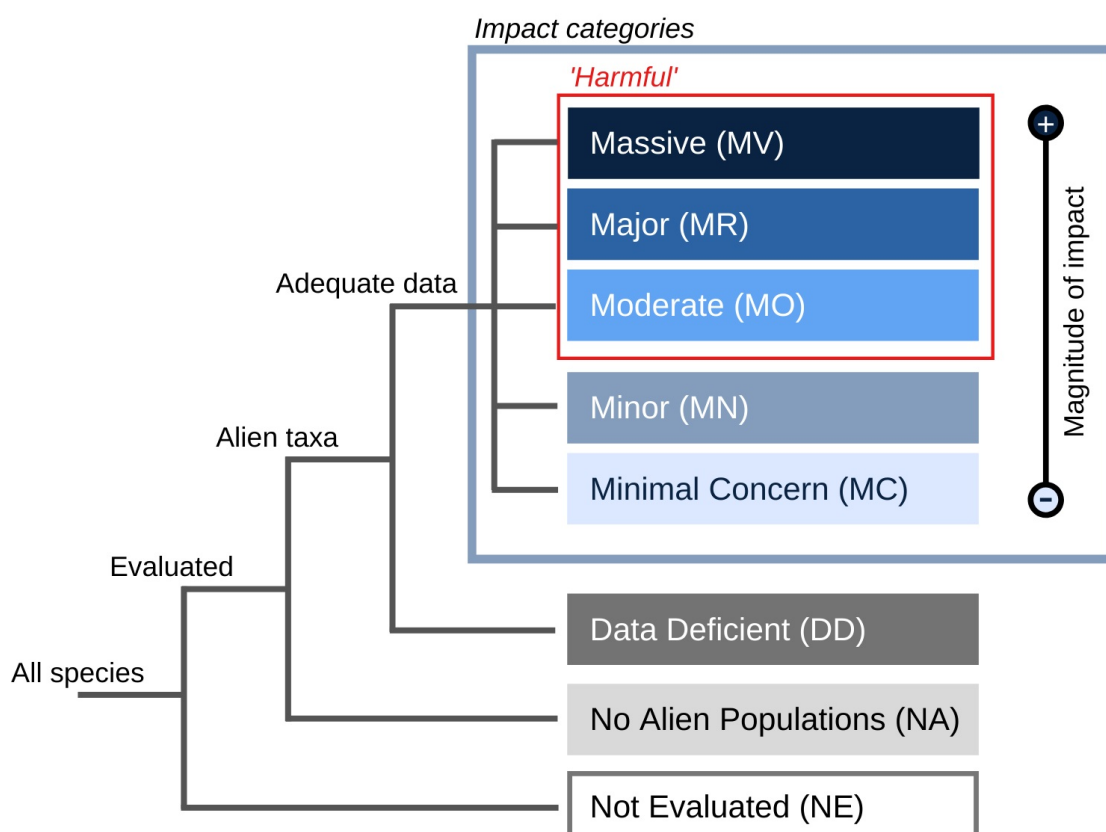 Impact categories
'Harmful'
Massive (MV)
+
Major (MR)
Adequate data
Moderate (MO)
Magnitude of impact
Minor (MN)
Alien taxa
Minimal Concern (MC)
-
Evaluated
Data Deficient (DD)
All species
No Alien Populations (NA)
Not Evaluated (NE)